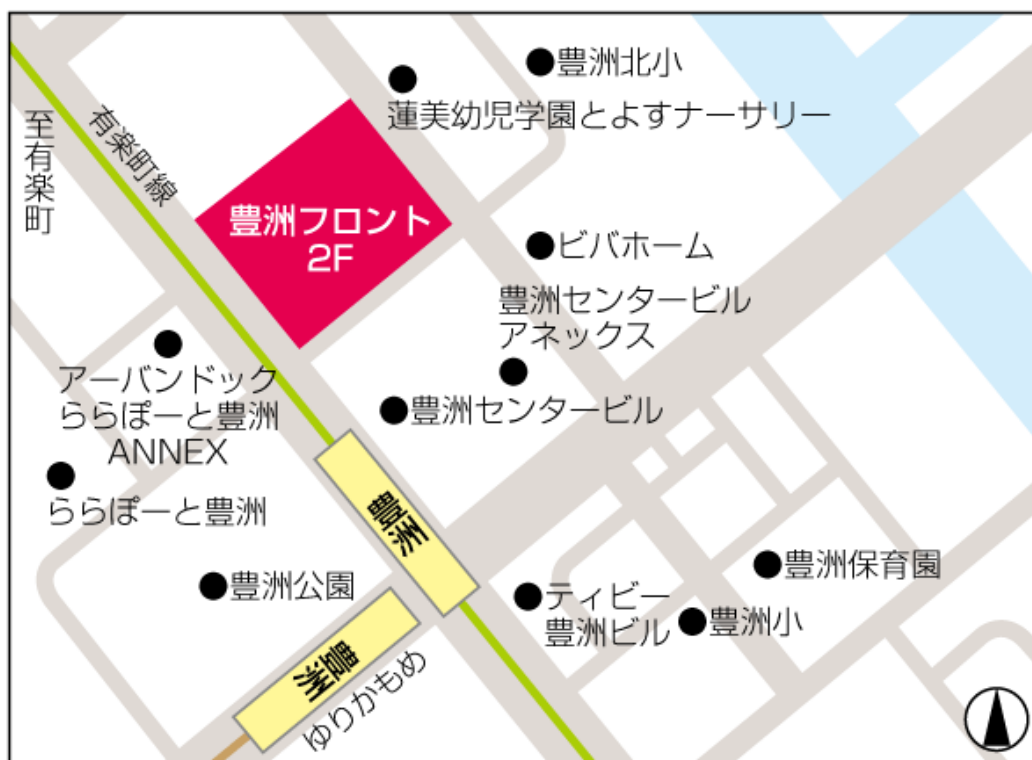 豊洲北小
蓮美幼児学園とよすナーサリー
至有楽町
有楽町線
豊洲フロント
2F
ビバホーム
豊洲センタービル
アネックス
アーバンドック
ららぽーと豊洲
ANNEX
豊洲センタービル
ららぽーと豊洲
豊洲
豊洲公園
豊洲保育園
ティビー
豊洲ビル
豊洲小
豊洲
ゆりかもめ